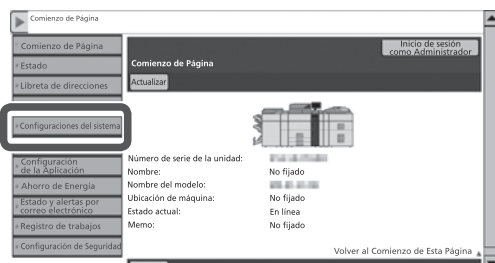 Comienzo de Página
Comienzo de Página
Estado
Libreta de direcciones
Configuraciones del sistema
Configuración
de la Aplicación
Ahorro de Energía
Estado y alertas por
correo electrónico
Registro de trabajos
Configuración de Seguridad
Inicio de sesión
como Administrador
Comienzo de Página
Actualizar
Número de serie de la unidad:
Nombre: No fijado
Nombre del modelo:
Ubicación de máquina: No fijado
Estado actual: En línea
Memo: No fijado
Volver al Comienzo de Esta Página